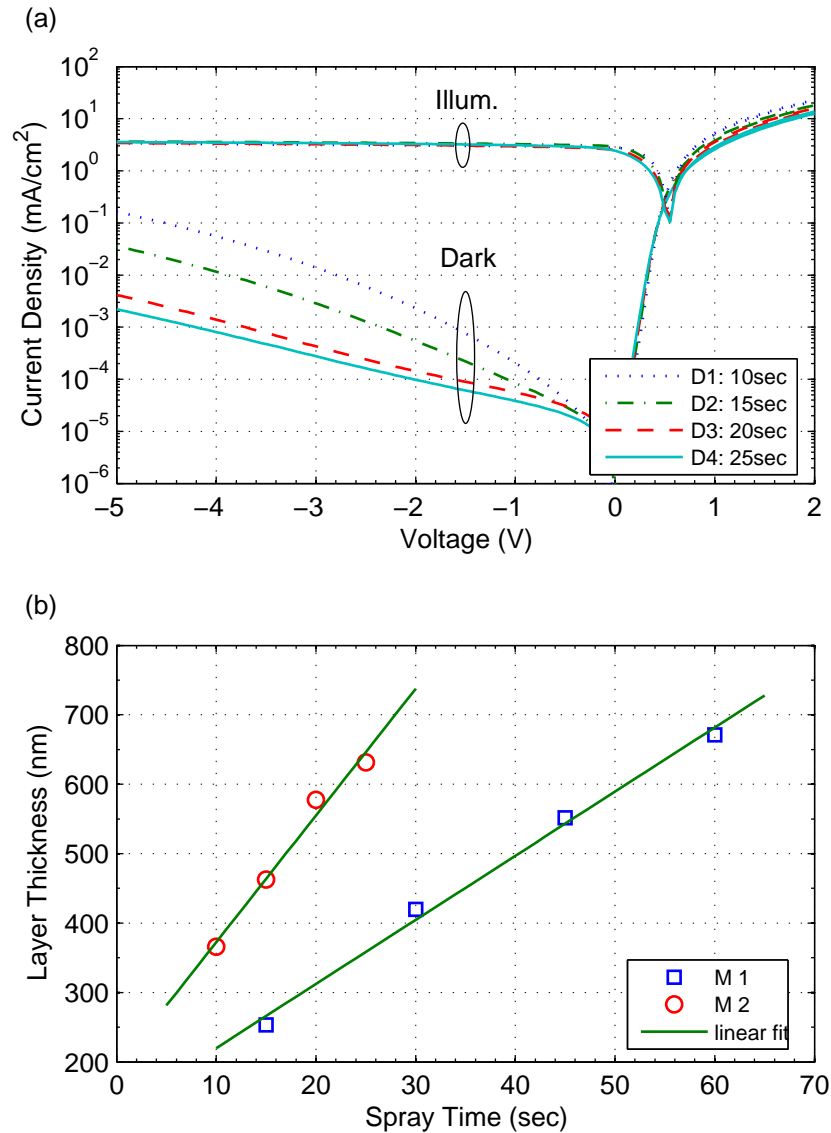 (a)
10^2
10^1
10^0
10^−1
10^−2
10^−3
10^−4
10^−5
10^−6
Current Density (mA/cm^2)
Illum.
Dark
D1: 10sec
D2: 15sec
D3: 20sec
D4: 25sec
−5 −4 −3 −2 −1 0 1 2
Voltage (V)
(b)
800
700
600
500
400
300
200
Layer Thickness (nm)
M 1
M 2
linear fit
0 10 20 30 40 50 60 70
Spray Time (sec)